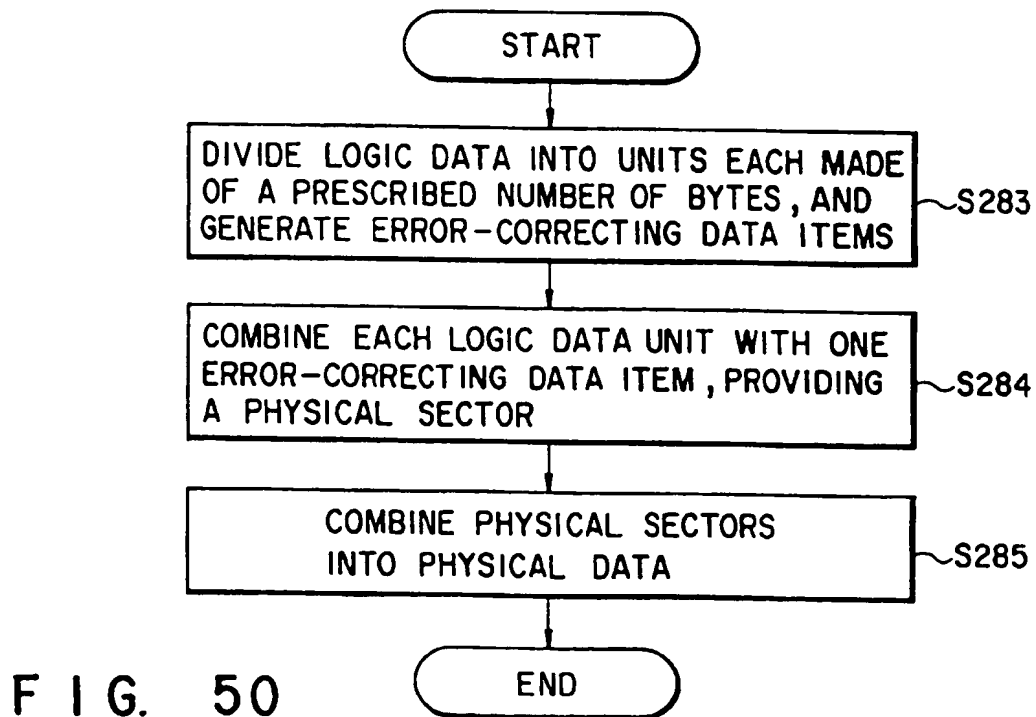 START
DIVIDE LOGIC DATA INTO UNITS EACH MADE
OF A PRESCRIBED NUMBER OF BYTES, AND
GENERATE ERROR-CORRECTING DATA ITEMS
S283
COMBINE EACH LOGIC DATA UNIT WITH ONE
ERROR-CORRECTING DATA ITEM, PROVIDING
A PHYSICAL SECTOR
S284
COMBINE PHYSICAL SECTORS
INTO PHYSICAL DATA
S285
END
FIG. 50